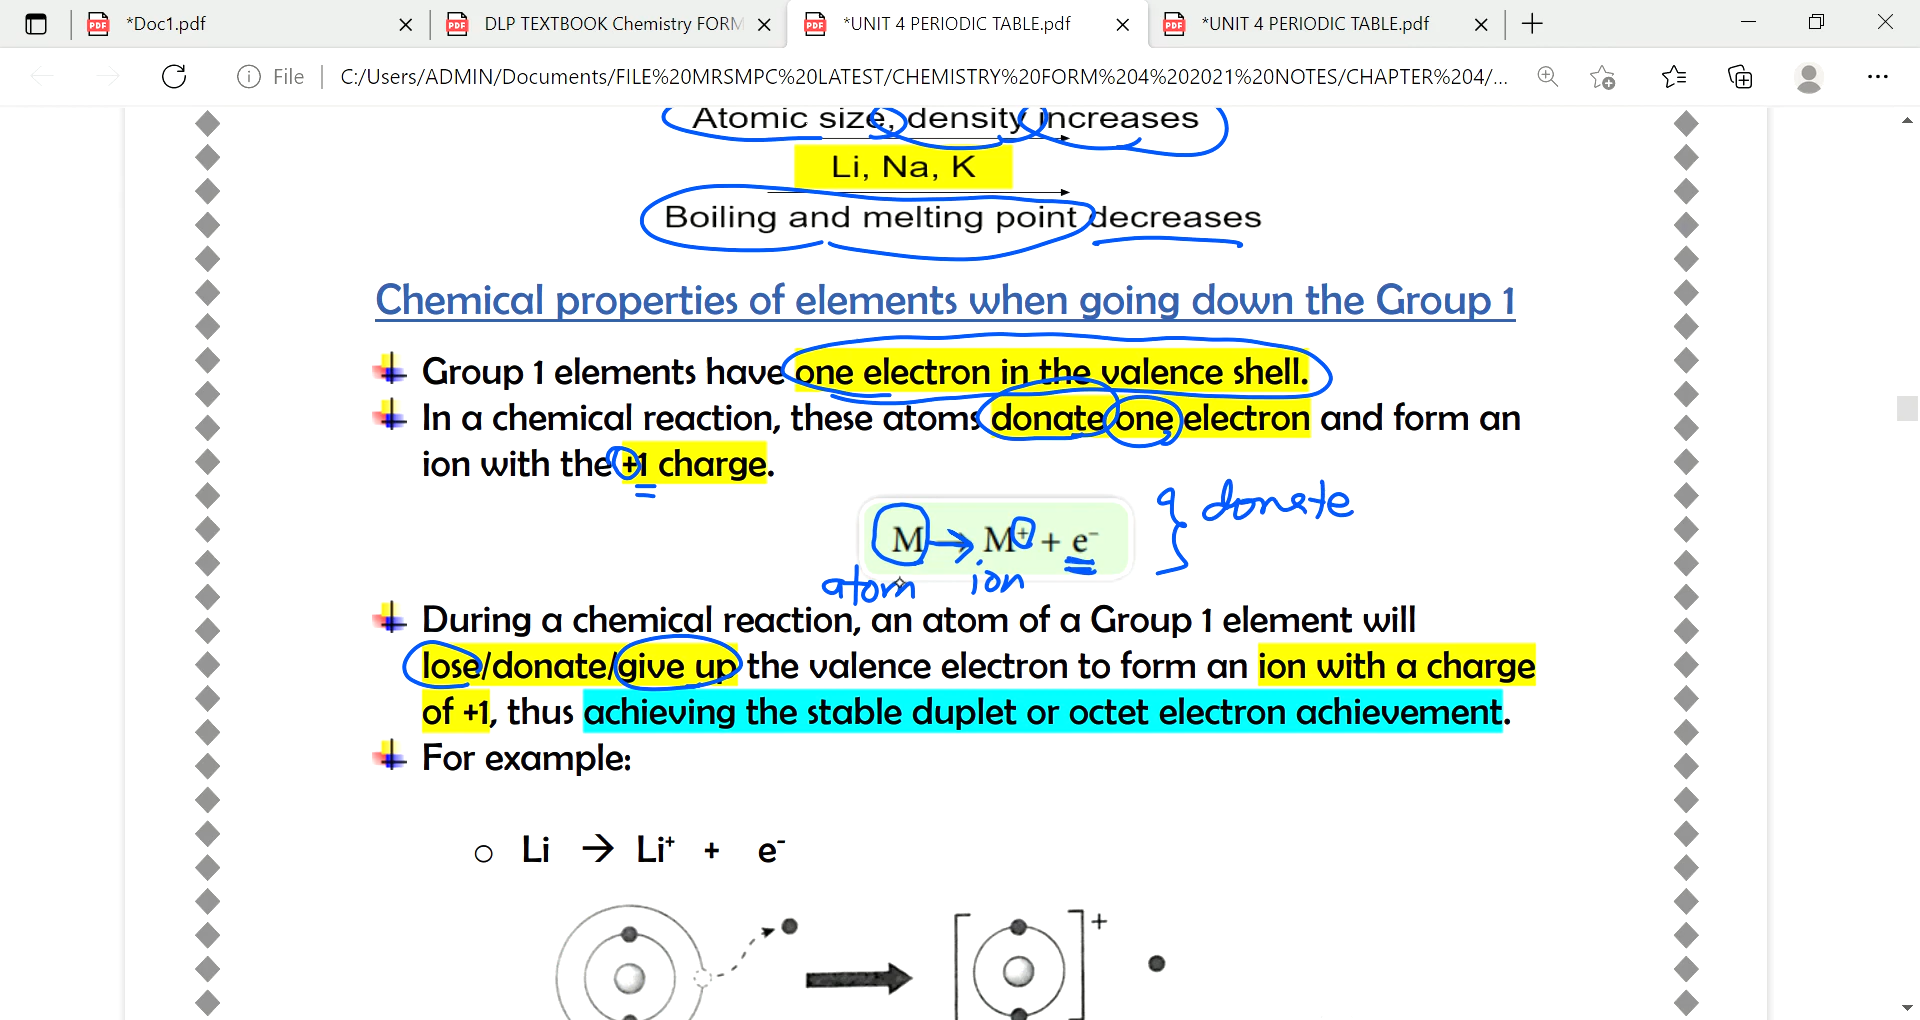 *Doc1.pdf
DLP TEXTBOOK Chemistry FORM
*UNIT 4 PERIODIC TABLE.pdf
*UNIT 4 PERIODIC TABLE.pdf
File
C:/Users/ADMIN/Documents/FILE%20MRSMPC%20LATEST/CHEMISTRY%20FORM%204%202021%20NOTES/CHAPTER%204/...
Atomic size, density increases
Li, Na, K
Boiling and melting point decreases
Chemical properties of elements when going down the Group 1
Group 1 elements have one electron in the valence shell.
In a chemical reaction, these atoms donate one electron and form an
ion with the +1 charge.
M → M⁺ + e⁻
donate
atom
ion
During a chemical reaction, an atom of a Group 1 element will
lose/donate/give up the valence electron to form an ion with a charge
of +1, thus achieving the stable duplet or octet electron achievement.
For example:
Li → Li⁺ + e⁻
+